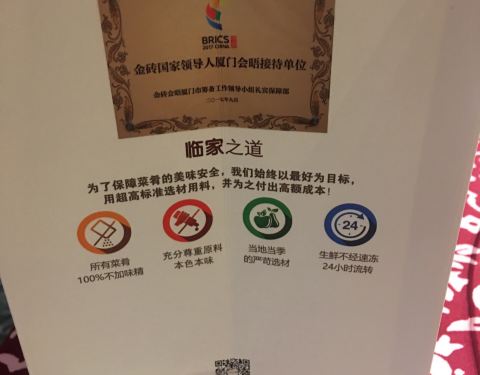 BRICS
2017 CHINA
金砖国家领导人厦门会晤接待单位
金砖会晤厦门市筹备工作领导小组礼宾保障部
二〇一七年九月
临家之道
为了保障菜肴的美味安全，我们始终以最好为目标，
用超高标准选材用料，并为之付出高额成本！
所有菜肴
100%不加味精
充分尊重原料
本色本味
当地当季
的严苛选材
24
生鲜不经速冻
24小时流转